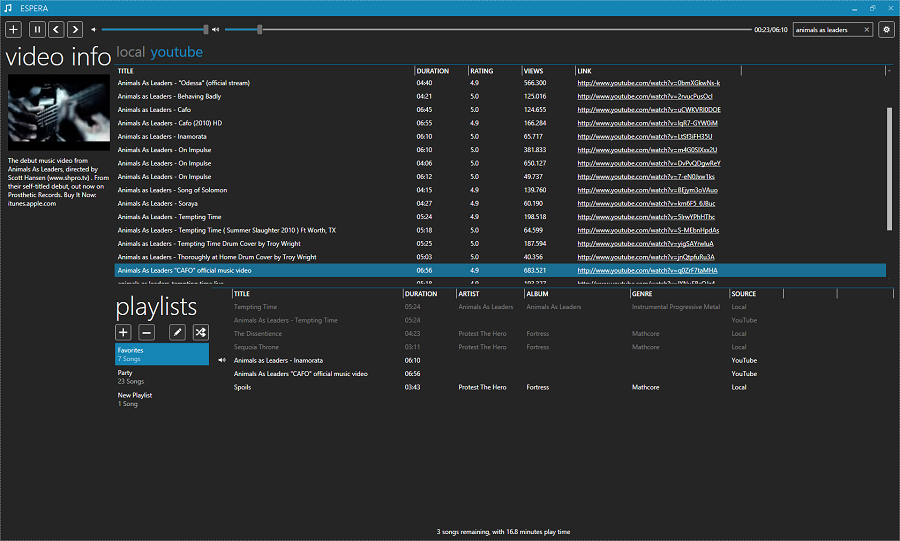 ESPERA
00:23/06:10
animals as leaders
video info
The debut music video from
Animals As Leaders, directed by
Scott Hansen (www.shpro.tv) . From
their self-titled debut, out now on
Prosthetic Records. Buy It Now:
itunes.apple.com
local youtube
TITLE DURATION RATING VIEWS LINK
Animals As Leaders - "Odessa" (official stream) 04:40 4.9 566.300 http://www.youtube.com/watch?v=0bmXGkwNs-k
Animals as Leaders - Behaving Badly 04:21 5.0 125.016 http://www.youtube.com/watch?v=2rvucPusOcI
Animals as Leaders - Cafo 06:45 5.0 124.655 http://www.youtube.com/watch?v=uCWKVRl0DOE
Animals as Leaders - Cafo (2010) HD 06:55 4.9 166.284 http://www.youtube.com/watch?v=IqR7-GYW0iM
Animals as Leaders - Inamorata 06:10 5.0 65.717 http://www.youtube.com/watch?v=LtSf3iFH35U
Animals as Leaders - On Impulse 06:10 5.0 381.833 http://www.youtube.com/watch?v=m4G0SIXsx2U
Animals as Leaders - On Impulse 04:06 5.0 650.127 http://www.youtube.com/watch?v=DvPvQDgwReY
Animals as Leaders - On Impulse 06:12 5.0 49.737 http://www.youtube.com/watch?v=7-eN0Jxw1ks
Animals as Leaders - Song of Solomon 04:15 4.9 139.760 http://www.youtube.com/watch?v=8Ejym3oVAuo
Animals as Leaders - Soraya 04:27 4.9 60.190 http://www.youtube.com/watch?v=km6F5_6J8uc
Animals as Leaders - Tempting Time 05:24 4.9 198.518 http://www.youtube.com/watch?v=5IrwYPhHThc
Animals as Leaders - Tempting Time ( Summer Slaughter 2010 ) Ft Worth, TX 05:18 5.0 64.599 http://www.youtube.com/watch?v=S-MEbnHpdAs
Animals as Leaders - Tempting Time Drum Cover by Troy Wright 05:25 5.0 187.594 http://www.youtube.com/watch?v=yigSAYrwIuA
Animals as Leaders - Thoroughly at Home Drum Cover by Troy Wright 05:03 5.0 40.356 http://www.youtube.com/watch?v=jnQtpfuRu3A
Animals As Leaders "CAFO" official music video 06:56 4.9 683.521 http://www.youtube.com/watch?v=q0ZrF7taMHA
playlists
Favorites
7 Songs
Party
23 Songs
New Playlist
1 Song
TITLE DURATION ARTIST ALBUM GENRE SOURCE
Tempting Time 05:24 Animals As Leaders Animals As Leaders Instrumental Progressive Metal Local
Animals as Leaders - Tempting Time 05:24 YouTube
The Dissentience 04:23 Protest The Hero Fortress Mathcore Local
Sequoia Throne 03:11 Protest The Hero Fortress Mathcore Local
Animals as Leaders - Inamorata 06:10 YouTube
Animals As Leaders "CAFO" official music video 06:56 YouTube
Spoils 03:43 Protest The Hero Fortress Mathcore Local
3 songs remaining, with 16.8 minutes play time